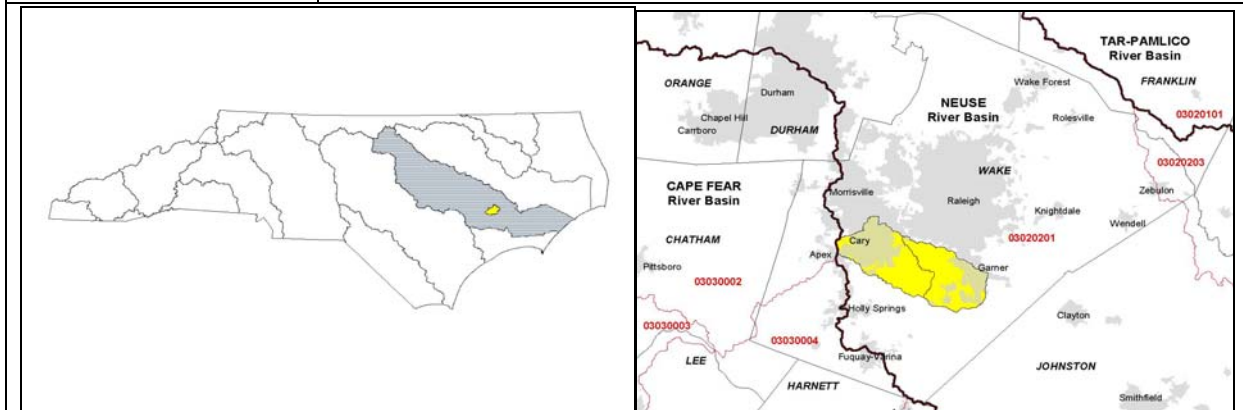 TAR-PAMLICO
River Basin
ORANGE
Wake Forest
FRANKLIN
Durham
NEUSE
River Basin
03020101
Chapel Hill
Rolesville
Carrboro
DURHAM
03020203
WAKE
CAPE FEAR
River Basin
Morrisville
Zebulon
Raleigh
Knightdale
Wendell
CHATHAM
Cary
03020201
Apex
Garner
Pittsboro
03030002
Holly Springs
Clayton
03030003
03030004
LEE
Fuquay-Varina
JOHNSTON
HARNETT
Smithfield